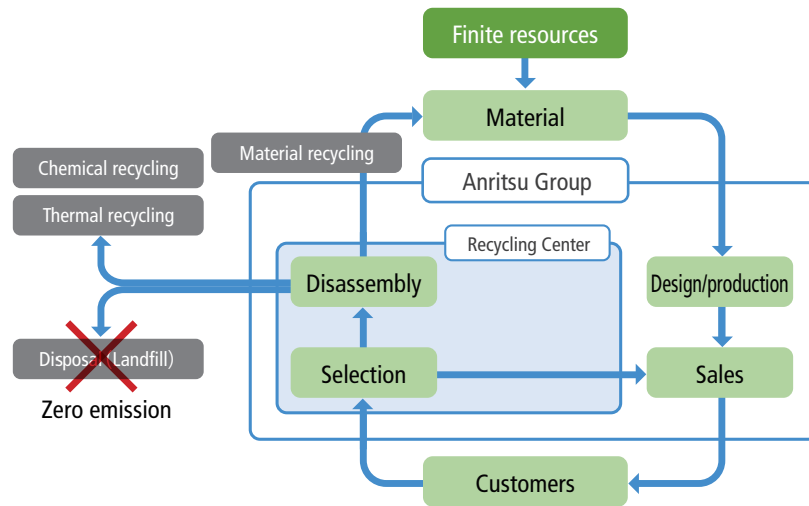 Finite resources
Material
Material recycling
Chemical recycling
Thermal recycling
Anritsu Group
Recycling Center
Disassembly
Design/production
Disposal (Landfill)
Zero emission
Selection
Sales
Customers